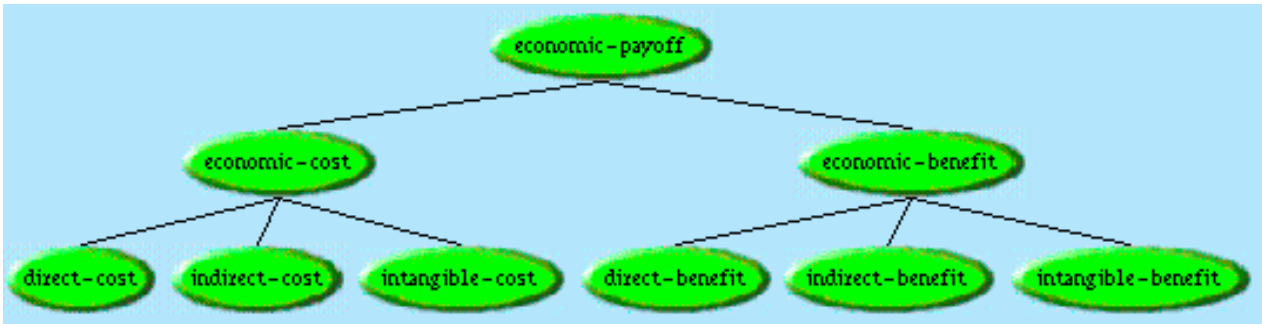 economic-payoff
economic-cost
economic-benefit
direct-cost
indirect-cost
intangible-cost
direct-benefit
indirect-benefit
intangible-benefit